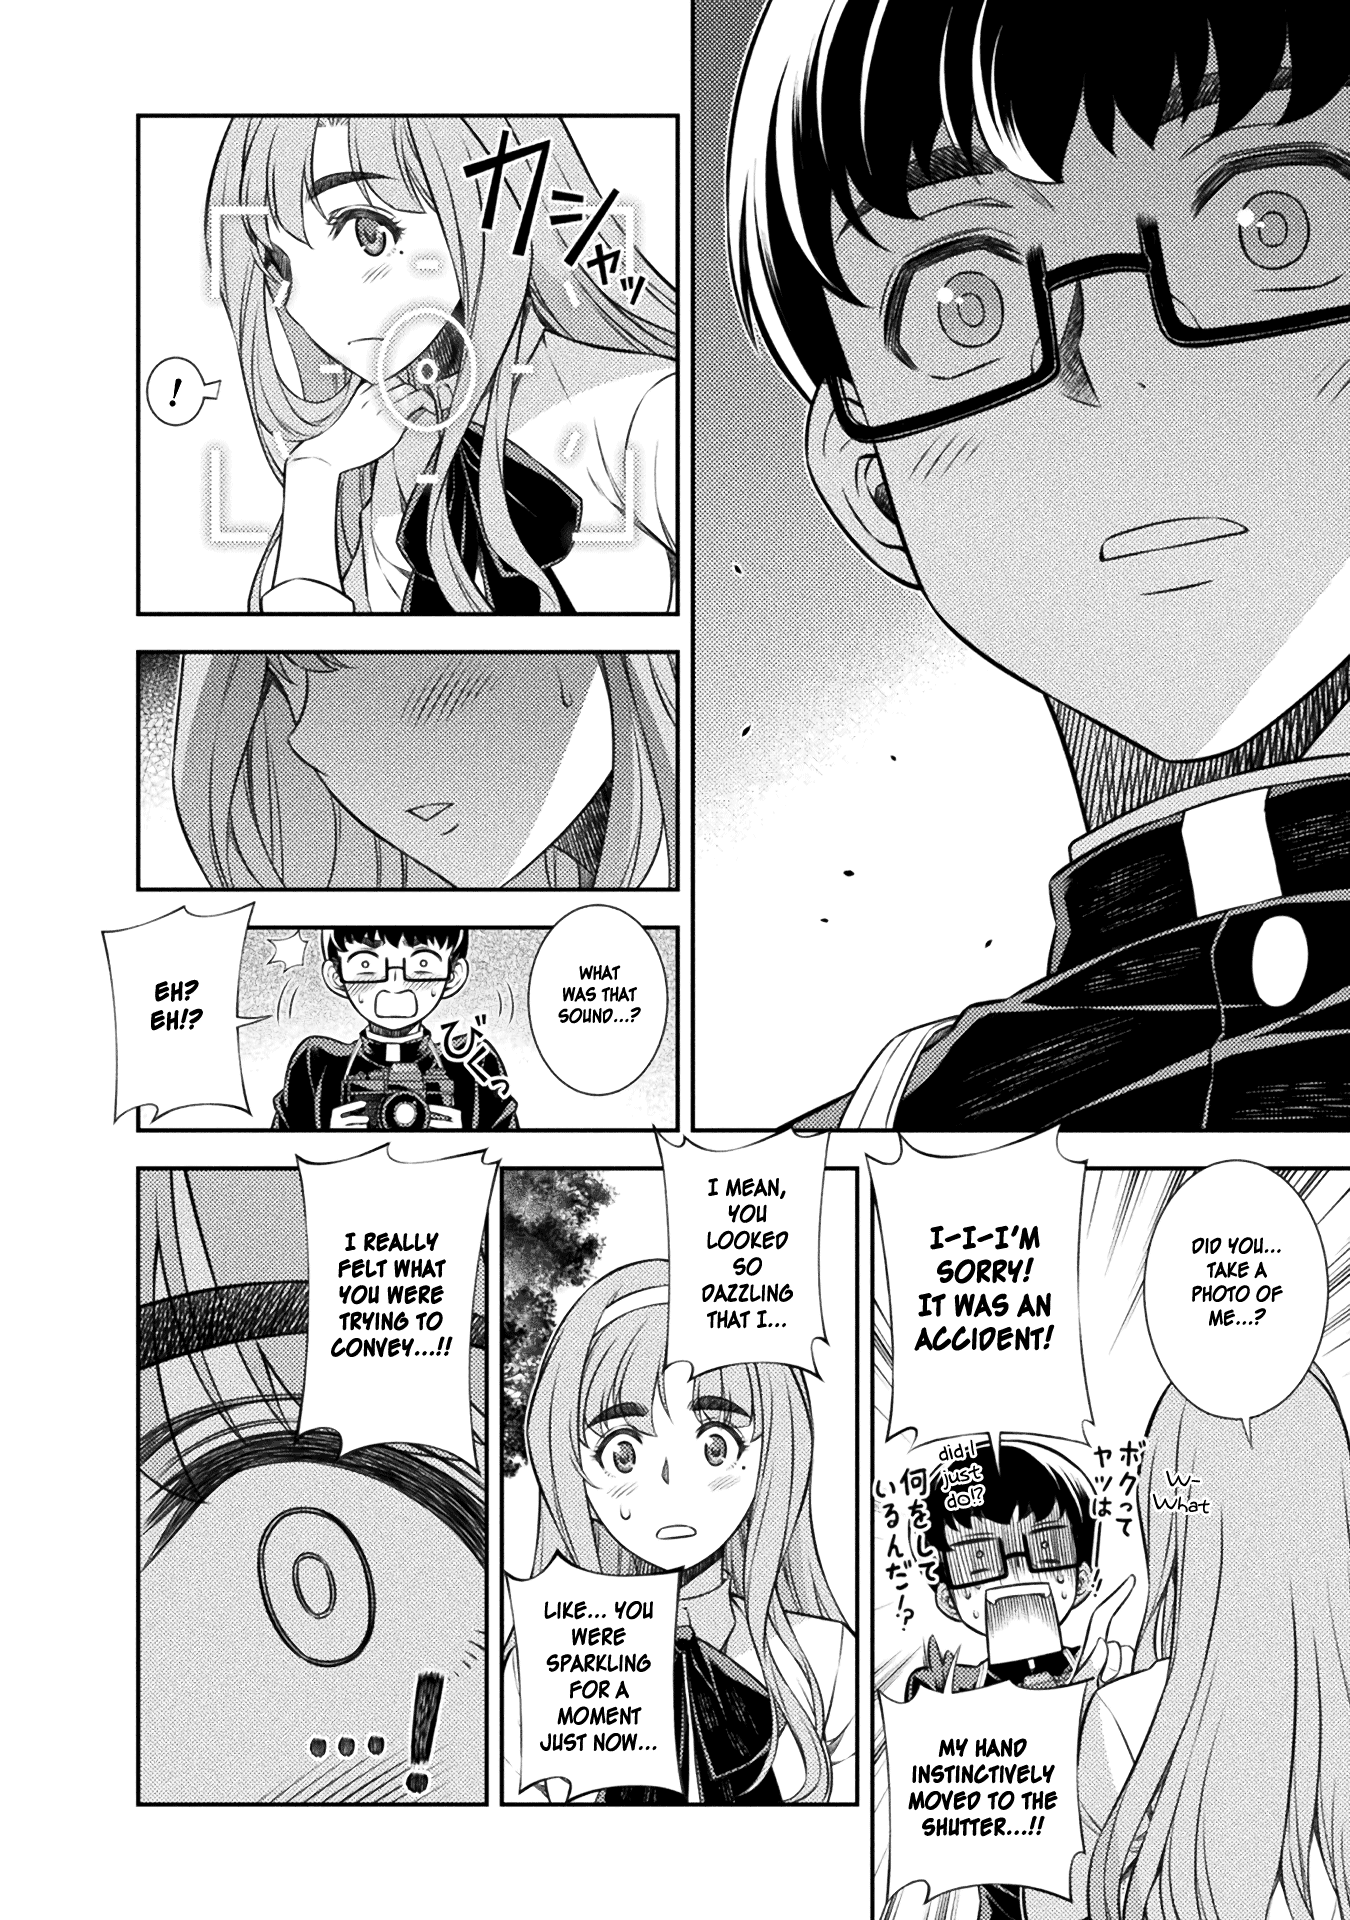 カシャッ
!
WHAT
WAS THAT
SOUND...?
びくっ
EH?
EH!?
DID YOU...
TAKE A
PHOTO OF
ME...?
I-I-I'M
SORRY!
IT WAS AN
ACCIDENT!
W-
What
did I
just
do!?
ボクって
ヤツは
何をして
いるんだ!?
MY HAND
INSTINCTIVELY
MOVED TO THE
SHUTTER...!!
I MEAN,
YOU
LOOKED
SO
DAZZLING
THAT I...
LIKE... YOU
WERE
SPARKLING
FOR A
MOMENT
JUST NOW...
I REALLY
FELT WHAT
YOU WERE
TRYING TO
CONVEY...!!
...!